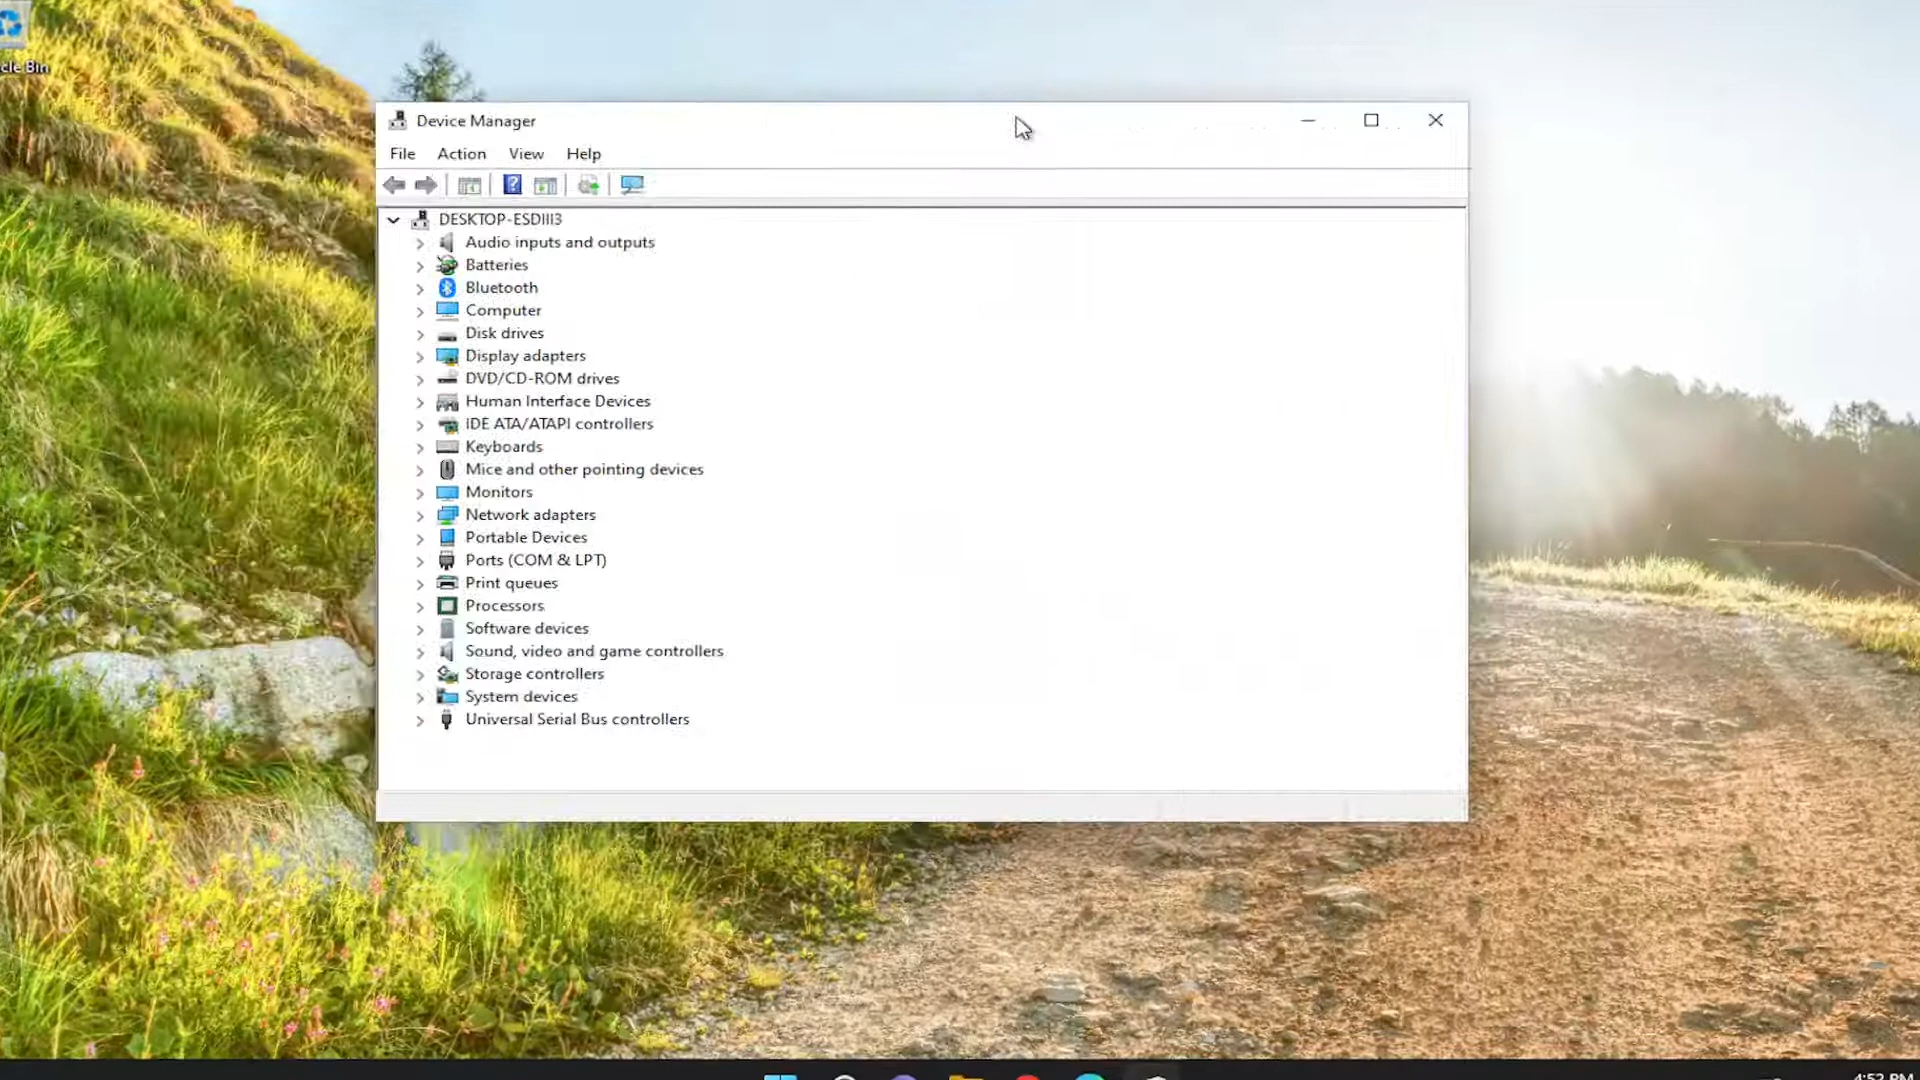 cle Bin
Device Manager
File Action View Help
DESKTOP-ESDIII3
Audio inputs and outputs
Batteries
Bluetooth
Computer
Disk drives
Display adapters
DVD/CD-ROM drives
Human Interface Devices
IDE ATA/ATAPI controllers
Keyboards
Mice and other pointing devices
Monitors
Network adapters
Portable Devices
Ports (COM & LPT)
Print queues
Processors
Software devices
Sound, video and game controllers
Storage controllers
System devices
Universal Serial Bus controllers
4:52 PM